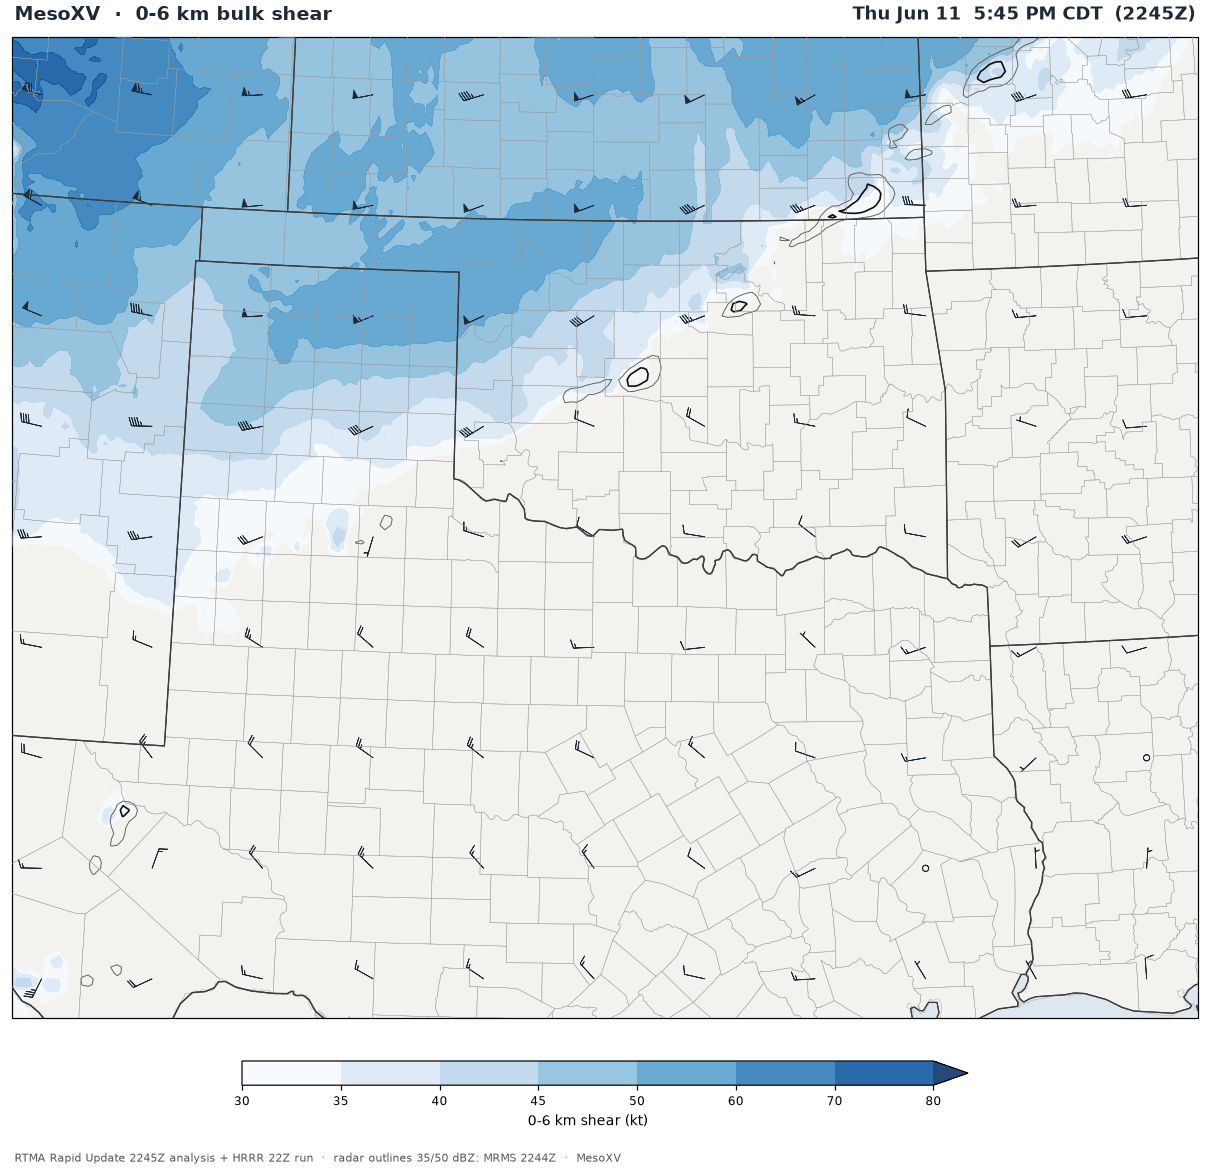 MesoXV · 0-6 km bulk shear
Thu Jun 11 5:45 PM CDT (2245Z)
30 35 40 45 50 60 70 80
0-6 km shear (kt)
RTMA Rapid Update 2245Z analysis + HRRR 22Z run · radar outlines 35/50 dBZ: MRMS 2244Z · MesoXV